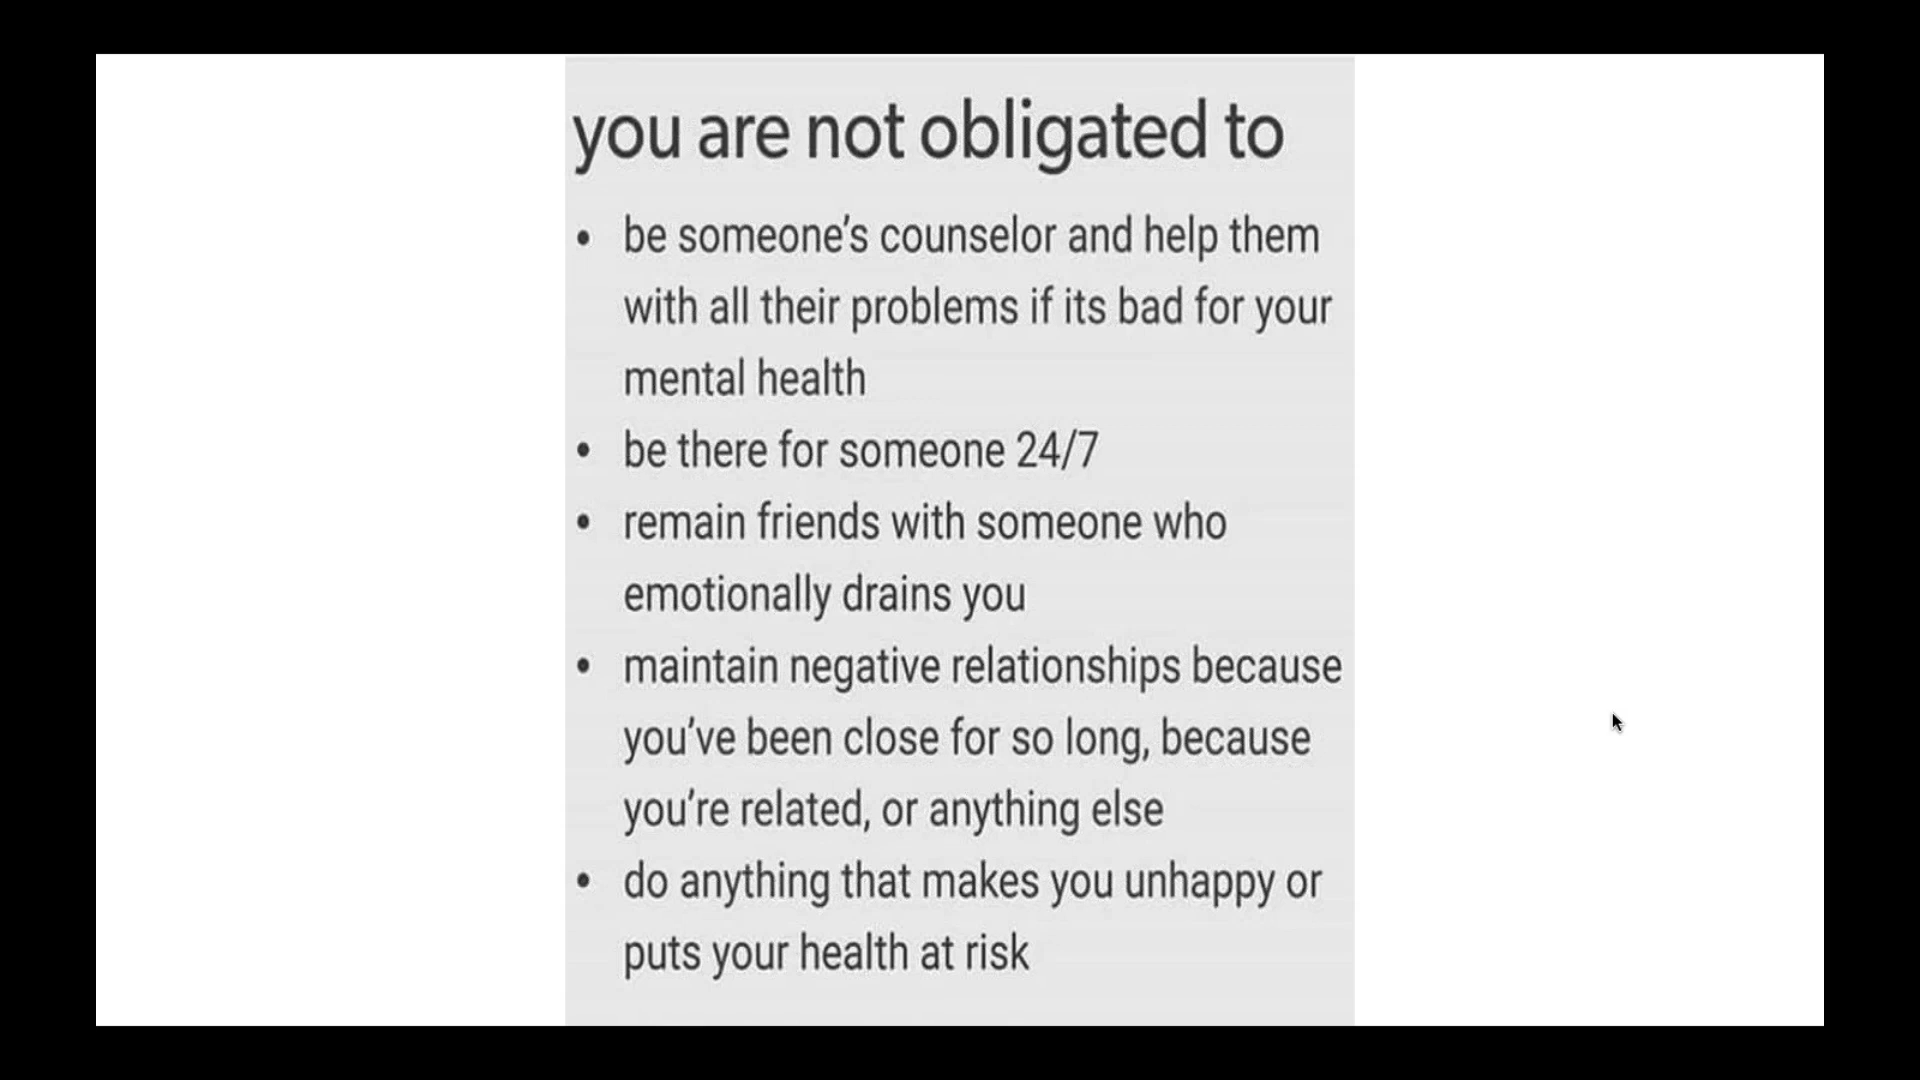 you are not obligated to
• be someone’s counselor and help them
with all their problems if its bad for your
mental health
• be there for someone 24/7
• remain friends with someone who
emotionally drains you
• maintain negative relationships because
you’ve been close for so long, because
you’re related, or anything else
• do anything that makes you unhappy or
puts your health at risk